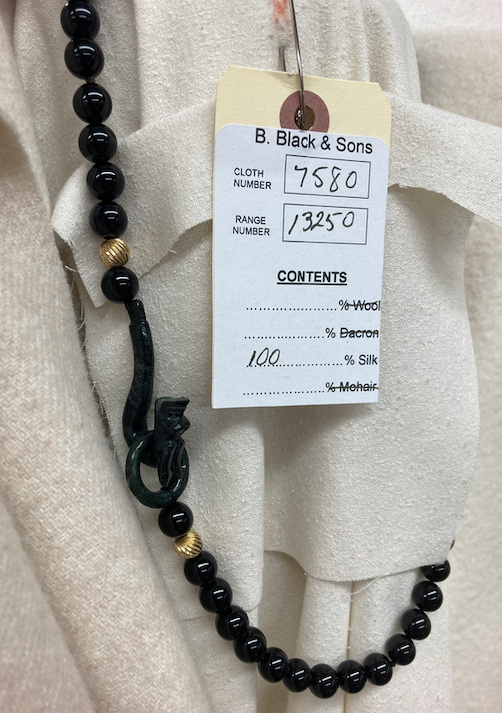 B. Black & Sons
CLOTH NUMBER 7580
RANGE NUMBER 13250
CONTENTS
....................% Wool
....................% Dacron
100....................% Silk
....................% Mohair